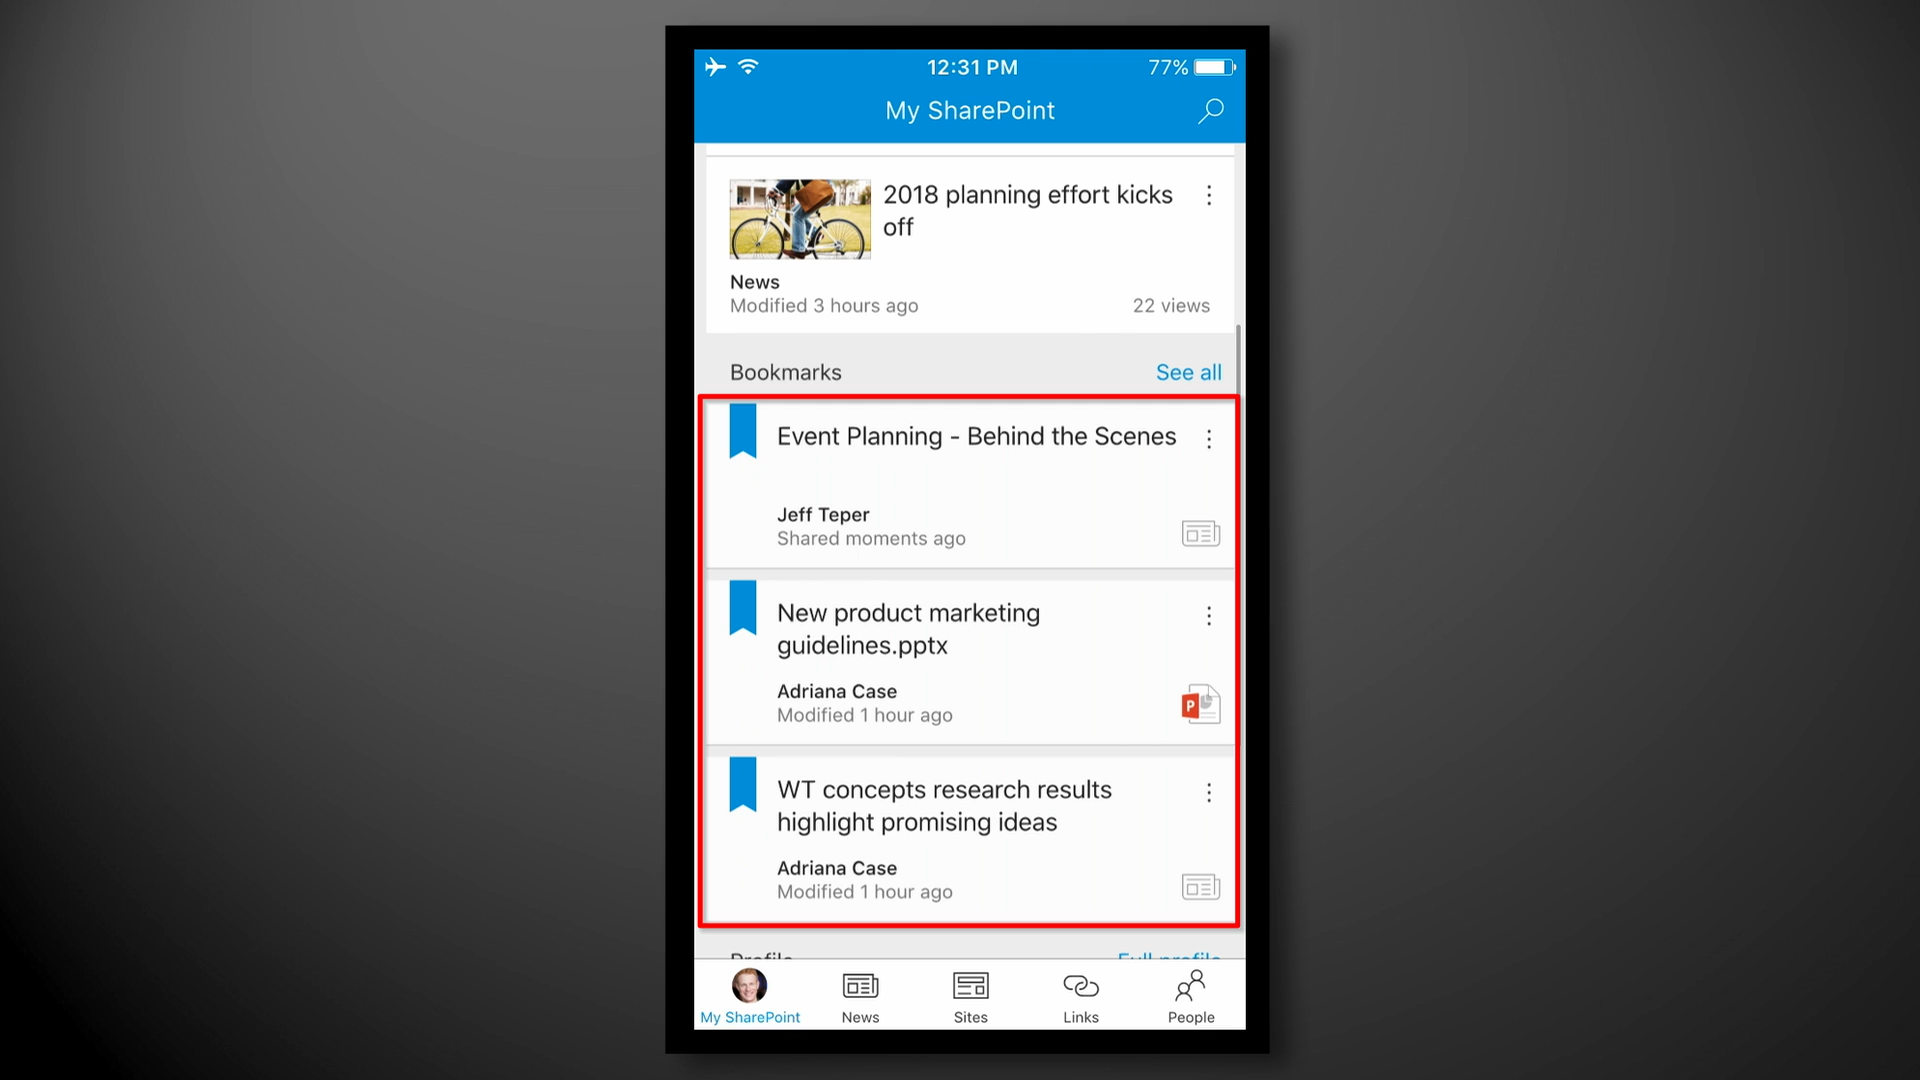 12:31 PM
77%
My SharePoint
2018 planning effort kicks
off
News
Modified 3 hours ago
22 views
Bookmarks
See all
Event Planning - Behind the Scenes
Jeff Teper
Shared moments ago
New product marketing
guidelines.pptx
Adriana Case
Modified 1 hour ago
P
WT concepts research results
highlight promising ideas
Adriana Case
Modified 1 hour ago
Profile
Full profile
My SharePoint
News
Sites
Links
People